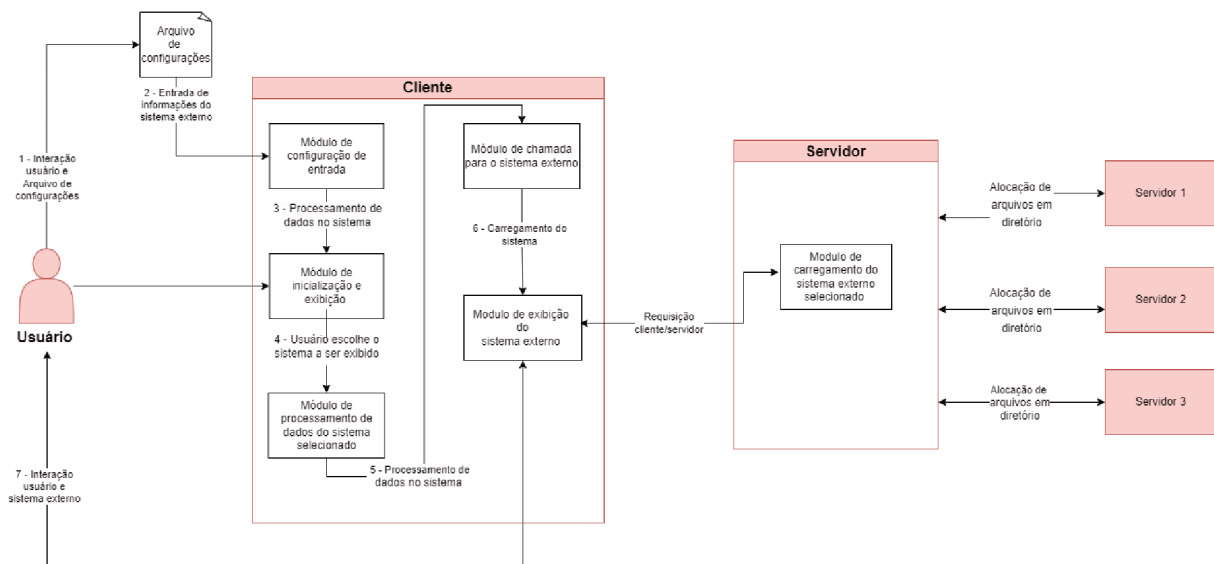 Arquivo
de
configurações
2 - Entrada de
informações do
sistema externo
1 - Interação
usuário e
Arquivo de
configurações
Usuário
7 - Interação
usuário e
sistema externo
Cliente
Módulo de
configuração de
entrada
3 - Processamento de
dados no sistema
Módulo de
inicialização e
exibição
4 - Usuário escolhe o
sistema a ser exibido
Módulo de
processamento de
dados do sistema
selecionado
5 - Processamento de
dados no sistema
Módulo de chamada
para o sistema externo
6 - Carregamento do
sistema
Modulo de exibição
do
sistema externo
Requisição
cliente/servidor
Servidor
Modulo de
carregamento do
sistema externo
selecionado
Alocação de
arquivos em
diretório
Servidor 1
Alocação de
arquivos em
diretório
Servidor 2
Alocação de
arquivos em
diretório
Servidor 3